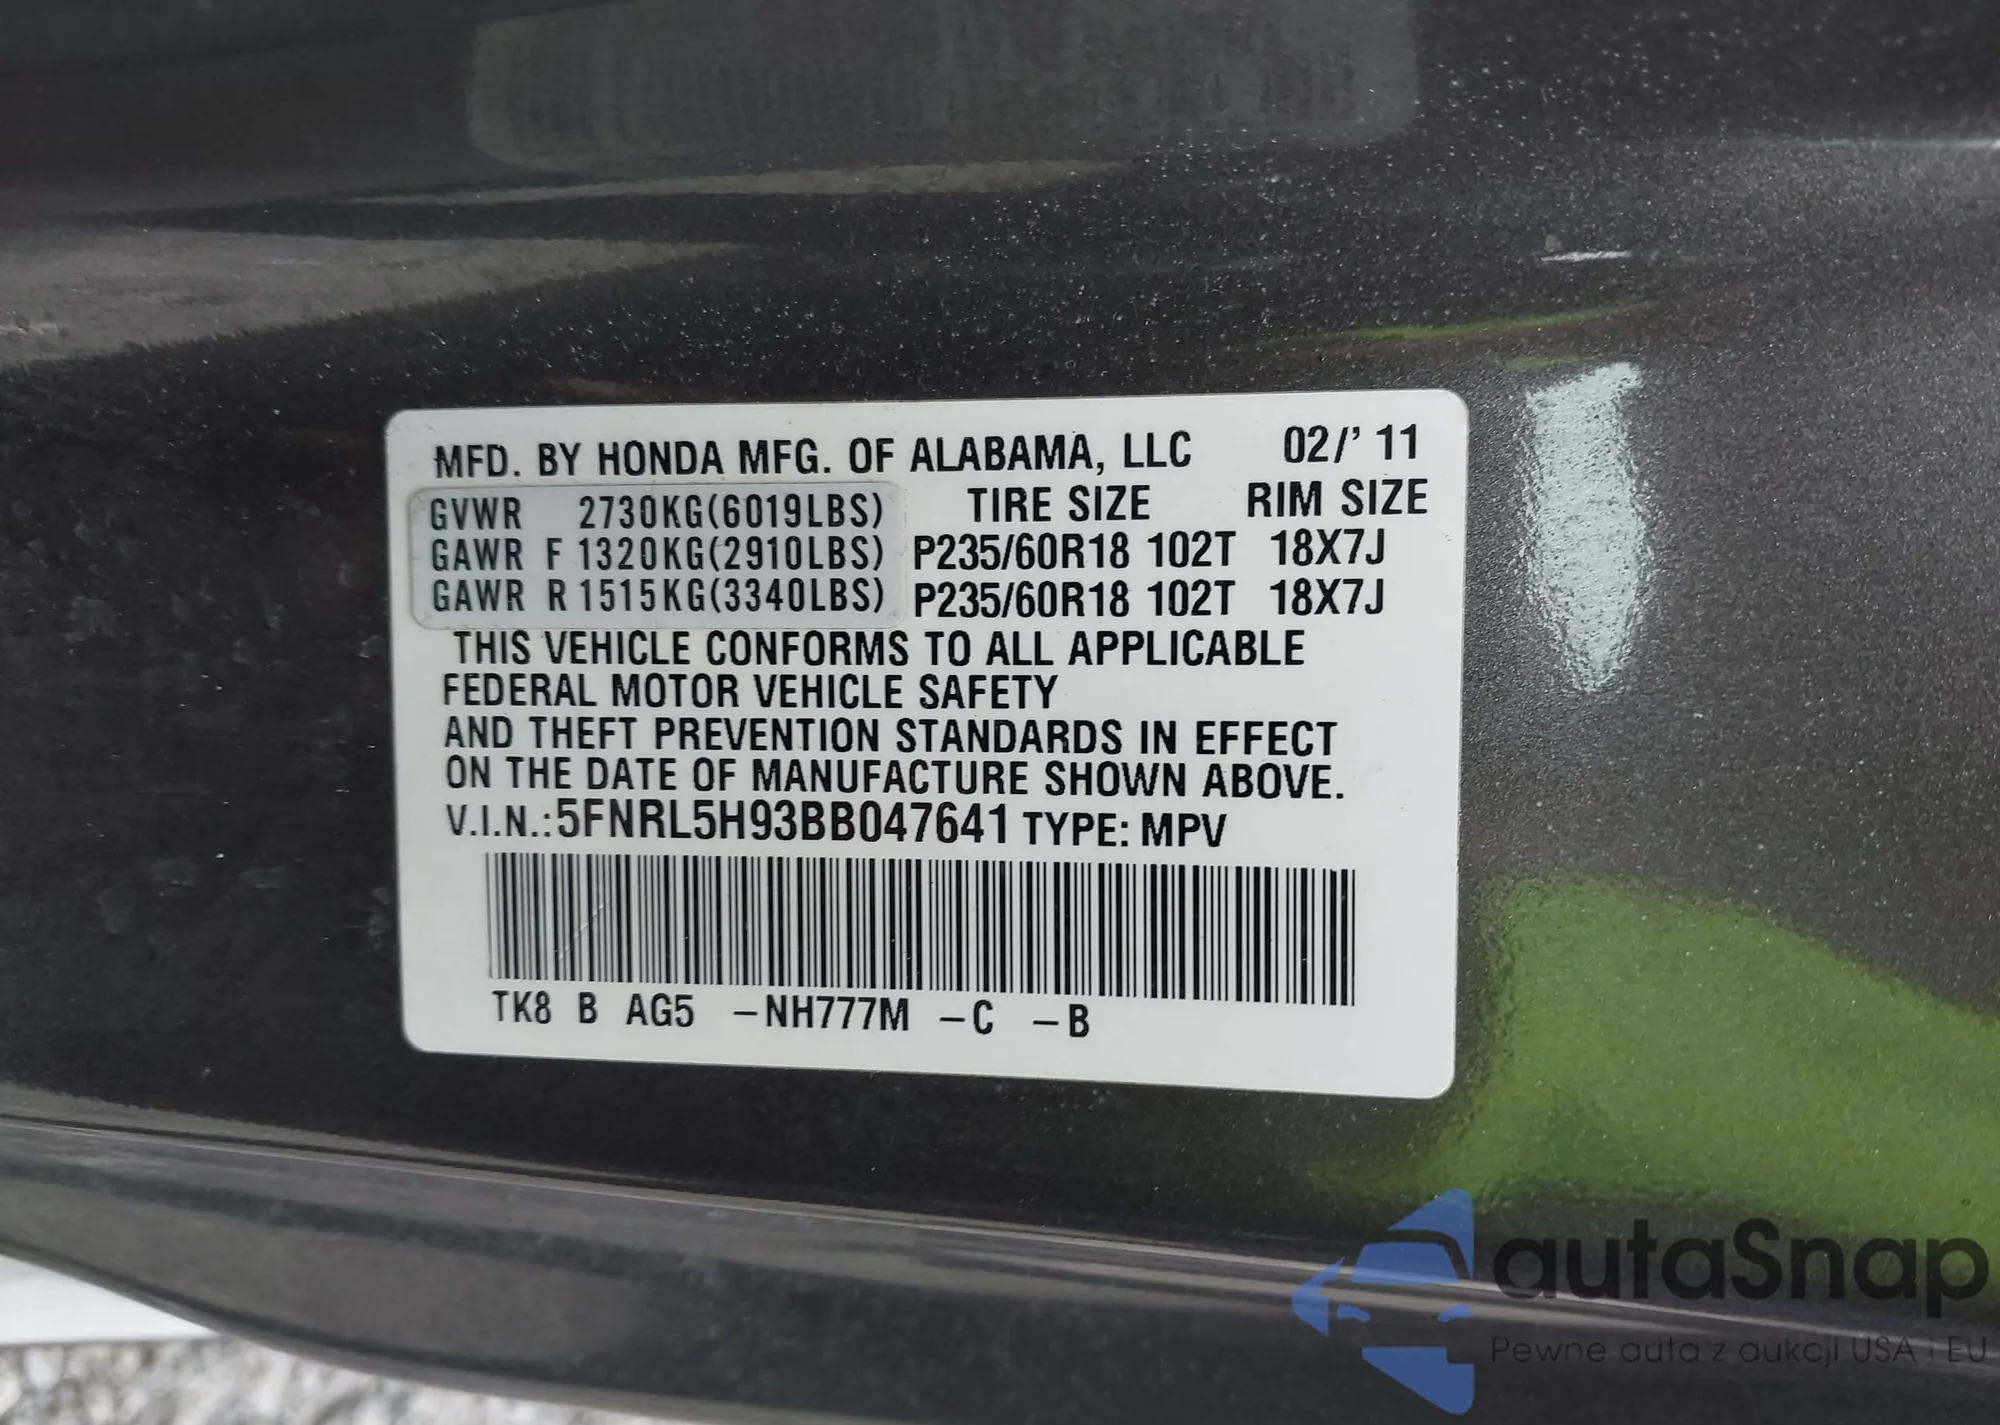 MFD. BY HONDA MFG. OF ALABAMA, LLC 02/' 11
GVWR 2730KG(6019LBS) TIRE SIZE RIM SIZE
GAWR F 1320KG(2910LBS) P235/60R18 102T 18X7J
GAWR R 1515KG(3340LBS) P235/60R18 102T 18X7J
THIS VEHICLE CONFORMS TO ALL APPLICABLE
FEDERAL MOTOR VEHICLE SAFETY
AND THEFT PREVENTION STANDARDS IN EFFECT
ON THE DATE OF MANUFACTURE SHOWN ABOVE.
V.I.N.:5FNRL5H93BB047641 TYPE: MPV
TK8 B AG5 –NH777M –C –B
autaSnap
Pewne auta z aukcji USA i EU